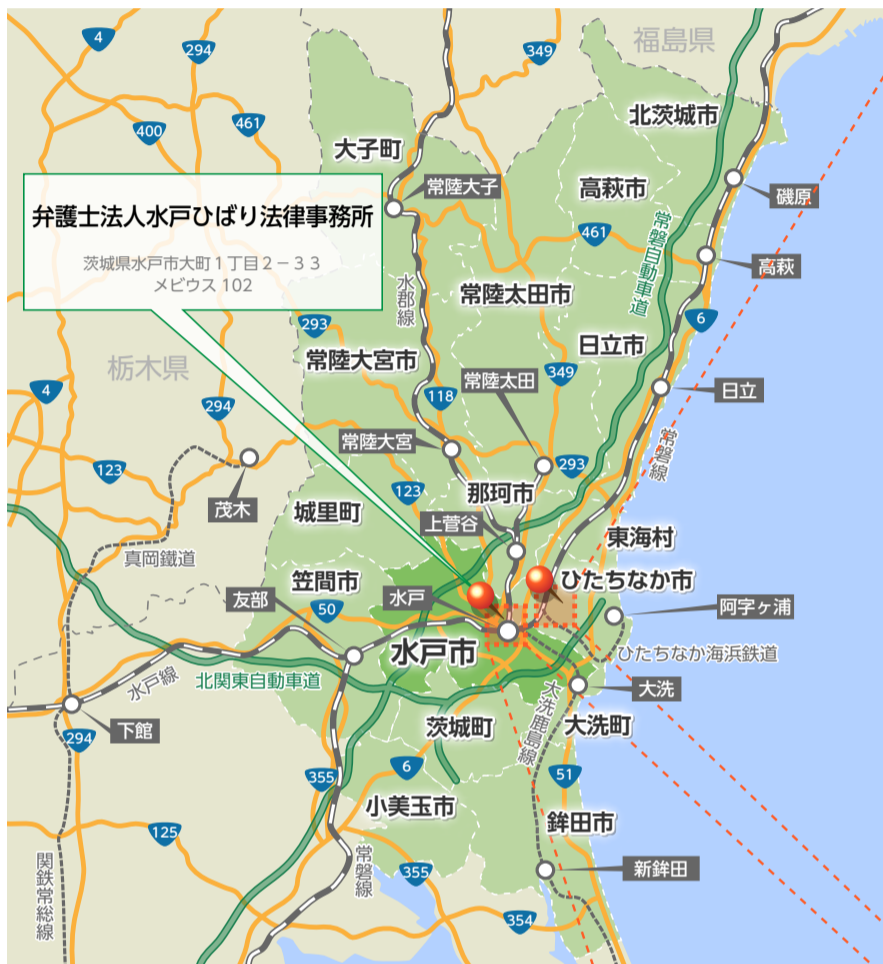 福島県
4
294
349
400
461
北茨城市
大子町
常陸大子
高萩市
磯原
弁護士法人水戸ひばり法律事務所
茨城県水戸市大町1丁目2－33
メビウス 102
461
常磐自動車道
高萩
水郡線
常陸太田市
293
6
日立市
栃木県
常陸大宮市
349
常陸太田
4
294
118
日立
常陸大宮
常磐線
123
293
茂木
123
那珂市
城里町
上菅谷
東海村
真岡鐵道
笠間市
ひたちなか市
友部
50
水戸
阿字ヶ浦
水戸市
ひたちなか海浜鉄道
水戸線
北関東自動車道
大洗
大洗鹿島線
下館
茨城町
大洗町
294
6
355
51
小美玉市
鉾田市
125
関鉄常総線
常磐線
355
新鉾田
354